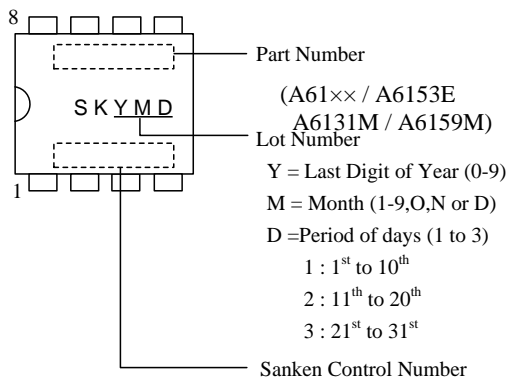 8
Part Number
(A61×× / A6153E
A6131M / A6159M)
SKYMD
Lot Number
Y = Last Digit of Year (0-9)
M = Month (1-9,O,N or D)
D =Period of days (1 to 3)
1 : 1st to 10th
2 : 11th to 20th
3 : 21st to 31st
1
Sanken Control Number